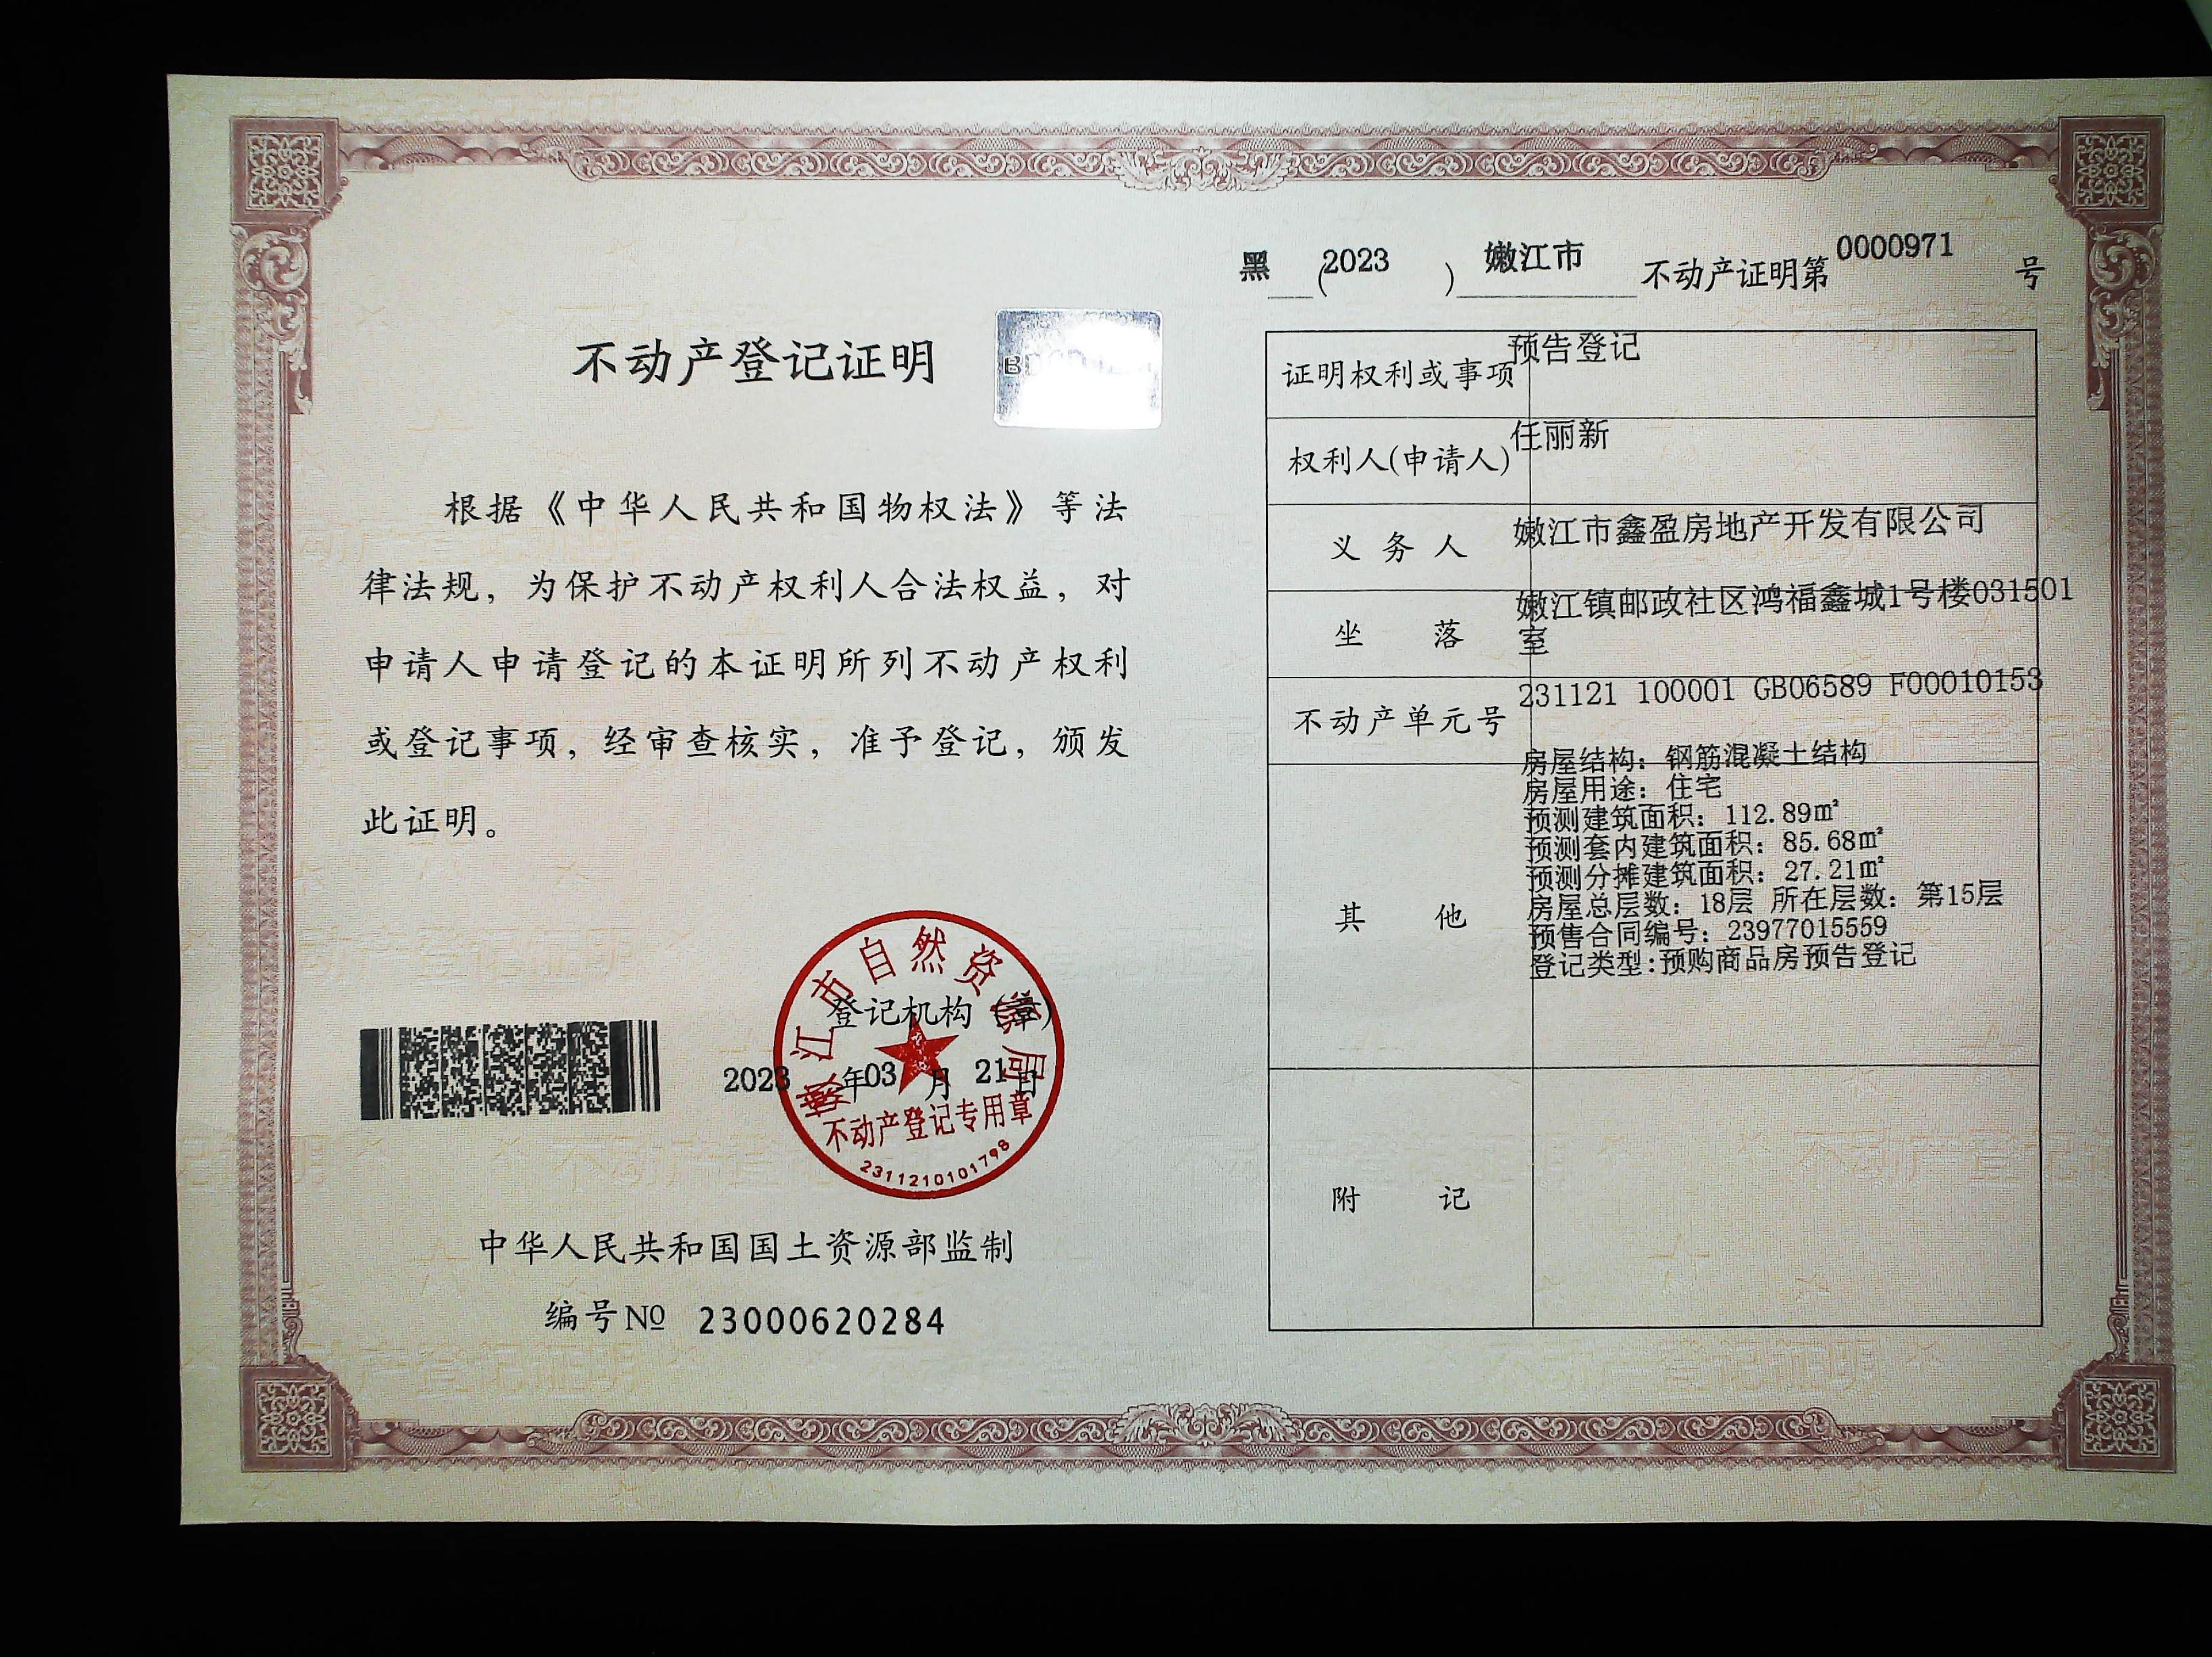 不动产登记证明
根据《中华人民共和国物权法》等法
律法规，为保护不动产权利人合法权益，对
申请人申请登记的本证明所列不动产权利
或登记事项，经审查核实，准予登记，颁发
此证明。
嫩江市自然资源局
登记机构（章）
2023 年03 月 21日
不动产登记专用章
2311210101798
中华人民共和国国土资源部监制
编号№ 23000620284
黑 (2023) 嫩江市 不动产证明第 0000971 号
证明权利或事项 预告登记
权利人(申请人) 任丽新
义务人 嫩江市鑫盈房地产开发有限公司
坐落 嫩江镇邮政社区鸿福鑫城1号楼031501
室
不动产单元号 231121 100001 GB06589 F00010153
其他
房屋结构：钢筋混凝土结构
房屋用途：住宅
预测建筑面积：112.89㎡
预测套内建筑面积：85.68㎡
预测分摊建筑面积：27.21㎡
房屋总层数：18层 所在层数：第15层
预售合同编号：23977015559
登记类型:预购商品房预告登记
附记